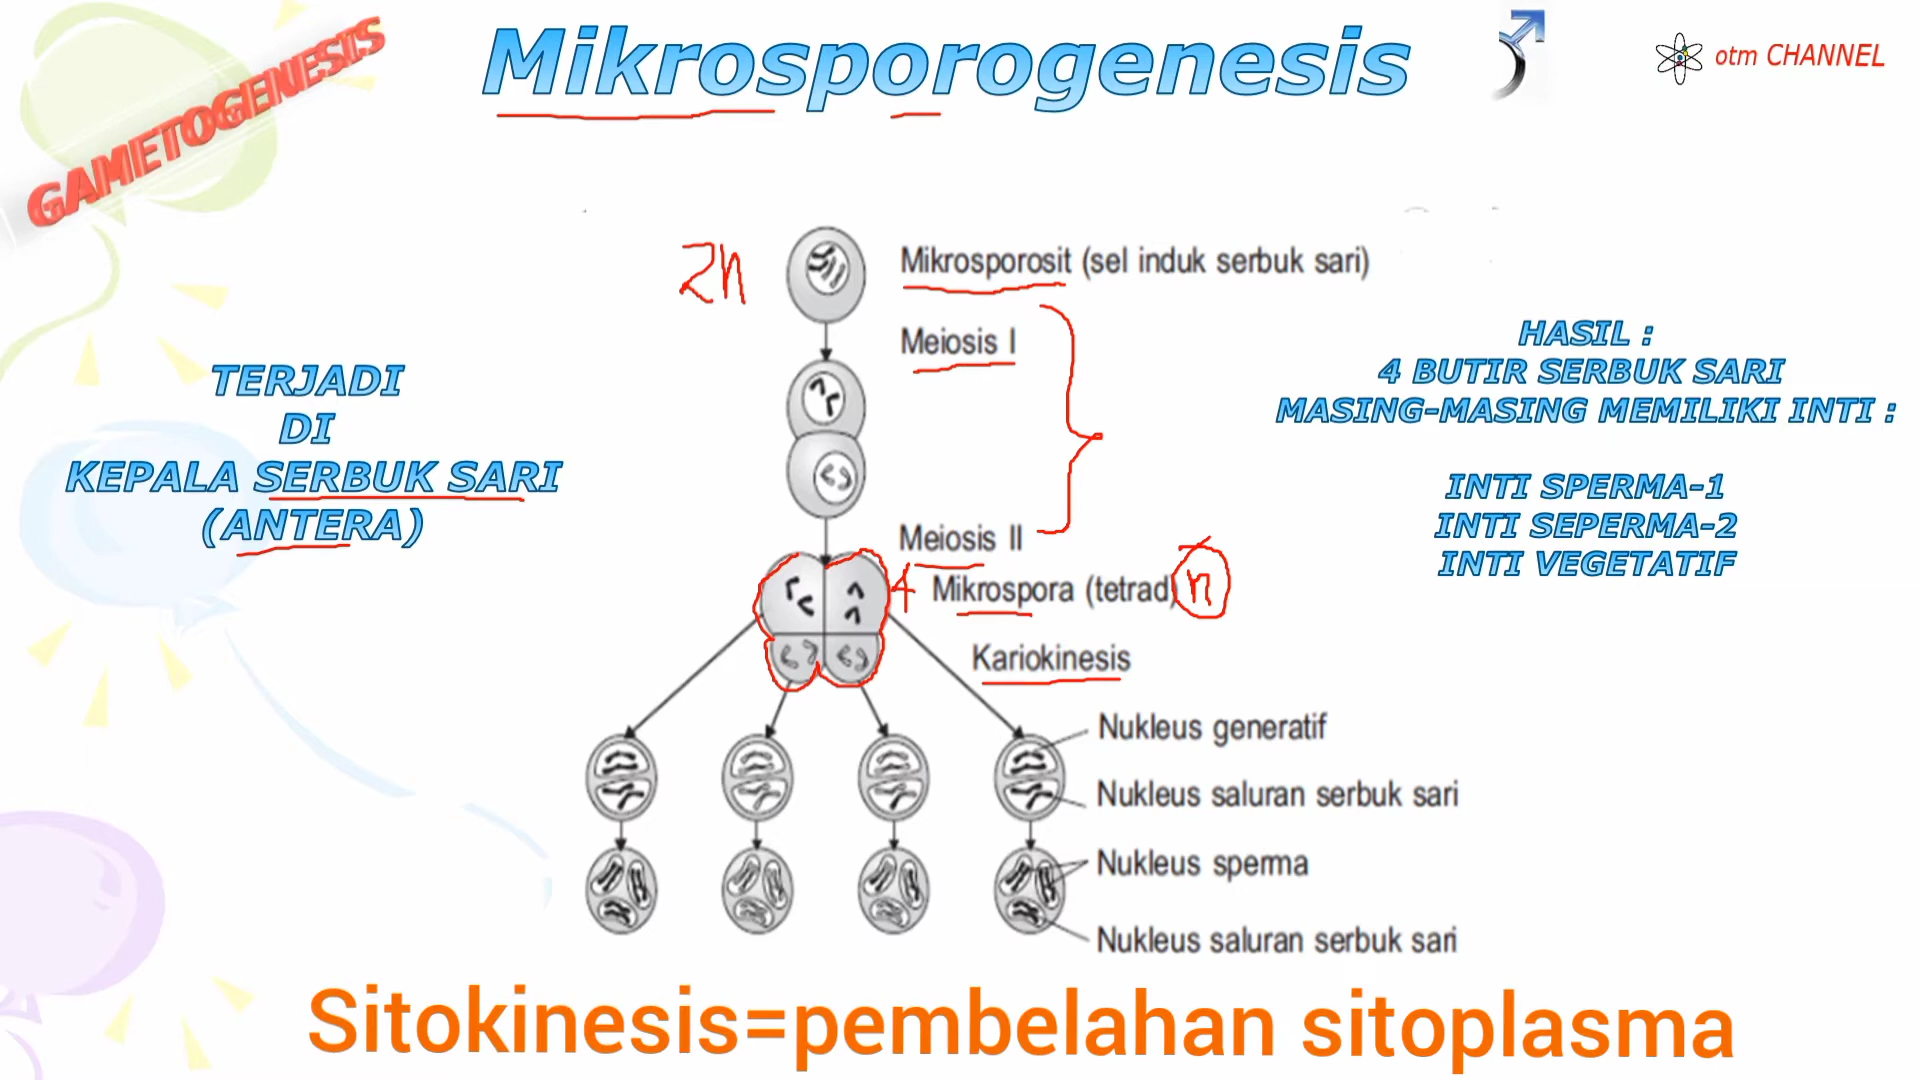 GAMETOGENESIS
Mikrosporogenesis
otm CHANNEL
2n
Mikrosporosit (sel induk serbuk sari)
Meiosis I
Meiosis II
4 Mikrospora (tetrad) n
Kariokinesis
Nukleus generatif
Nukleus saluran serbuk sari
Nukleus sperma
Nukleus saluran serbuk sari
TERJADI
DI
KEPALA SERBUK SARI
(ANTERA)
HASIL :
4 BUTIR SERBUK SARI
MASING-MASING MEMILIKI INTI :
INTI SPERMA-1
INTI SEPERMA-2
INTI VEGETATIF
Sitokinesis=pembelahan sitoplasma